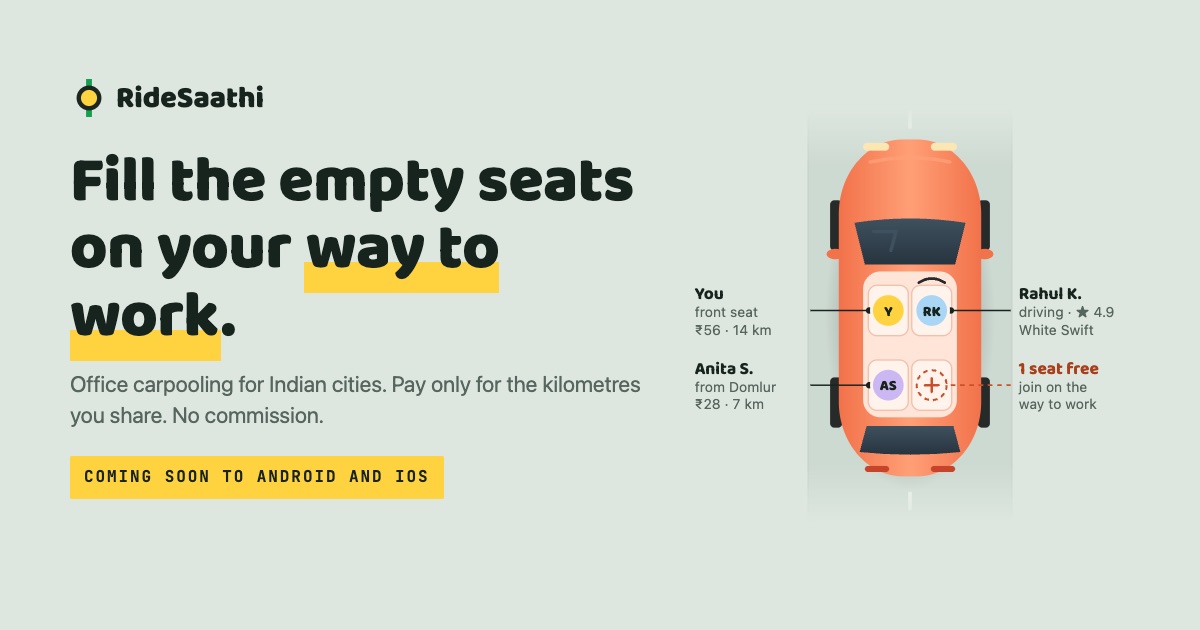 RideSaathi
Fill the empty seats
on your way to
work.
Office carpooling for Indian cities. Pay only for the kilometres
you share. No commission.
COMING SOON TO ANDROID AND IOS
You
front seat
₹56 · 14 km
Anita S.
from Domlur
₹28 · 7 km
Y
RK
AS
Rahul K.
driving · ★ 4.9
White Swift
1 seat free
join on the
way to work